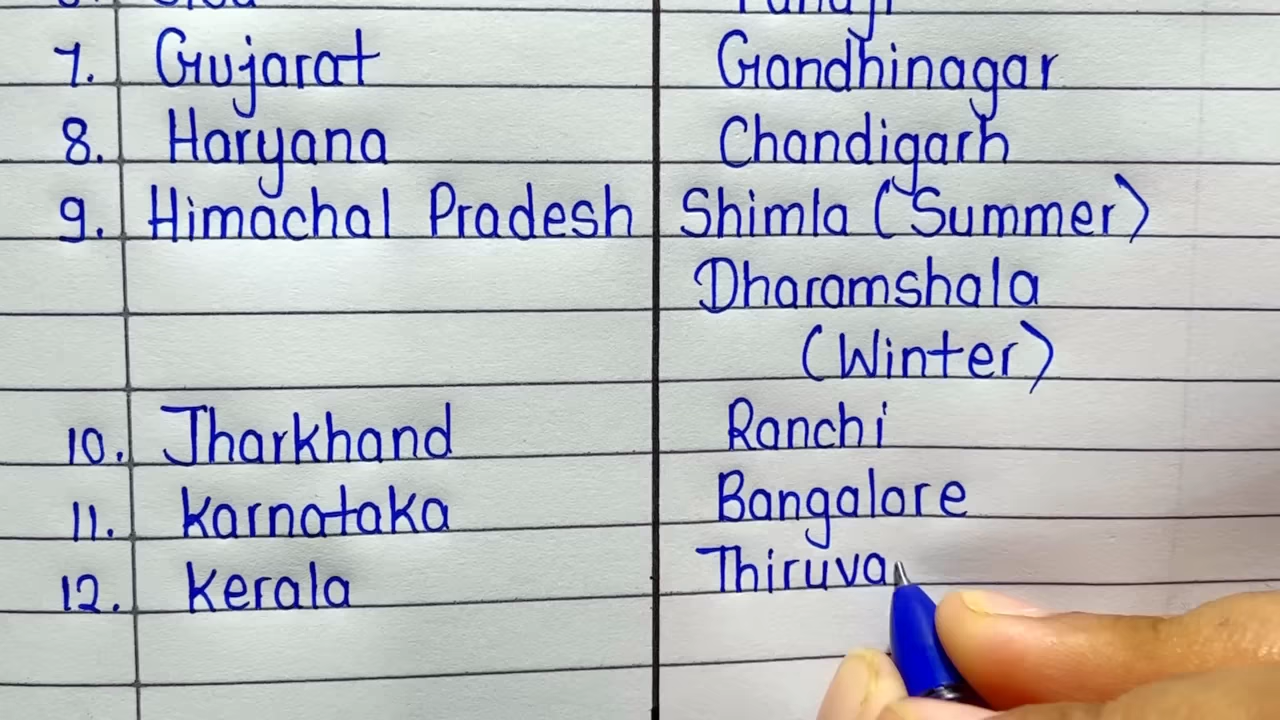 7. Gujarat Gandhinagar
8. Haryana Chandigarh
9. Himachal Pradesh Shimla (Summer)
Dharamshala
(Winter)
10. Jharkhand Ranchi
11. Karnataka Bangalore
12. Kerala Thiruva